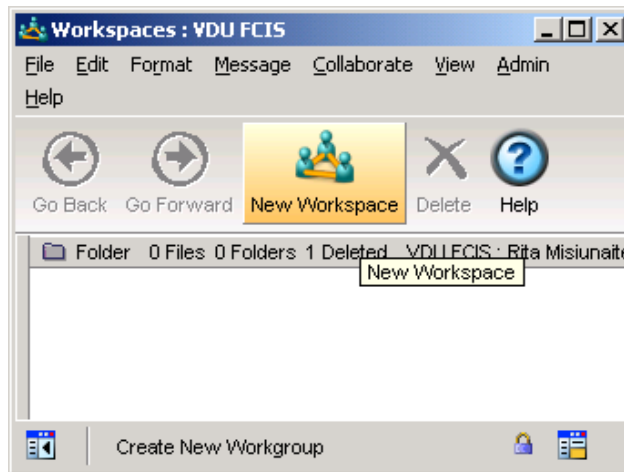 Workspaces : VDU FCIS
File Edit Format Message Collaborate View Admin
Help
Go Back Go Forward New Workspace Delete Help
Folder 0 Files 0 Folders 1 Deleted VDU FCIS : Rita Misiunaite
New Workspace
Create New Workgroup